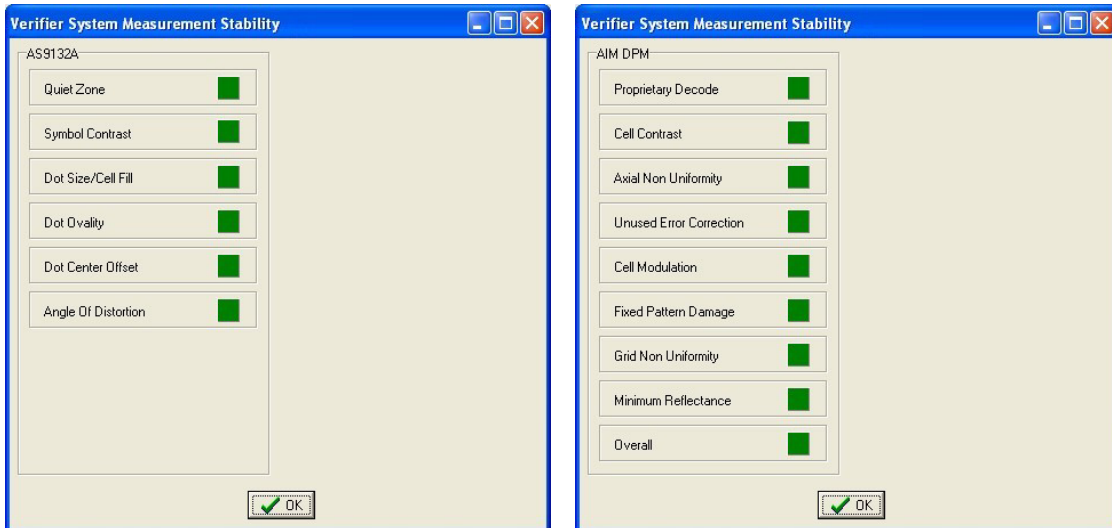 Verifier System Measurement Stability
AS9132A
Quiet Zone
Symbol Contrast
Dot Size/Cell Fill
Dot Ovality
Dot Center Offset
Angle Of Distortion
OK
Verifier System Measurement Stability
AIM DPM
Proprietary Decode
Cell Contrast
Axial Non Uniformity
Unused Error Correction
Cell Modulation
Fixed Pattern Damage
Grid Non Uniformity
Minimum Reflectance
Overall
OK